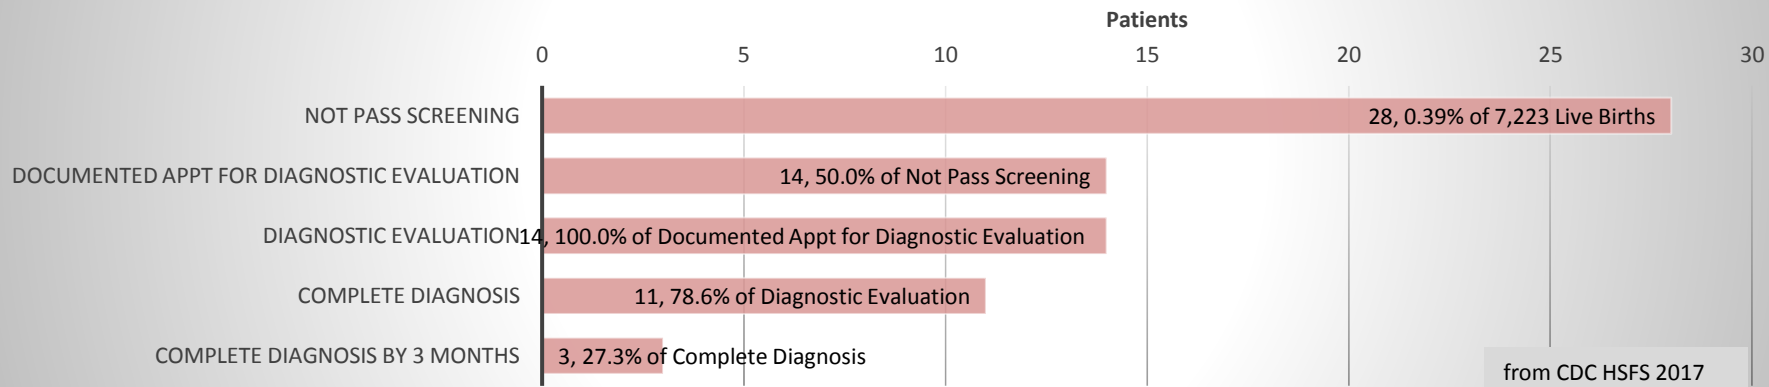 Patients
0 5 10 15 20 25 30
NOT PASS SCREENING 28, 0.39% of 7,223 Live Births
DOCUMENTED APPT FOR DIAGNOSTIC EVALUATION 14, 50.0% of Not Pass Screening
DIAGNOSTIC EVALUATION 14, 100.0% of Documented Appt for Diagnostic Evaluation
COMPLETE DIAGNOSIS 11, 78.6% of Diagnostic Evaluation
COMPLETE DIAGNOSIS BY 3 MONTHS 3, 27.3% of Complete Diagnosis
from CDC HSFS 2017